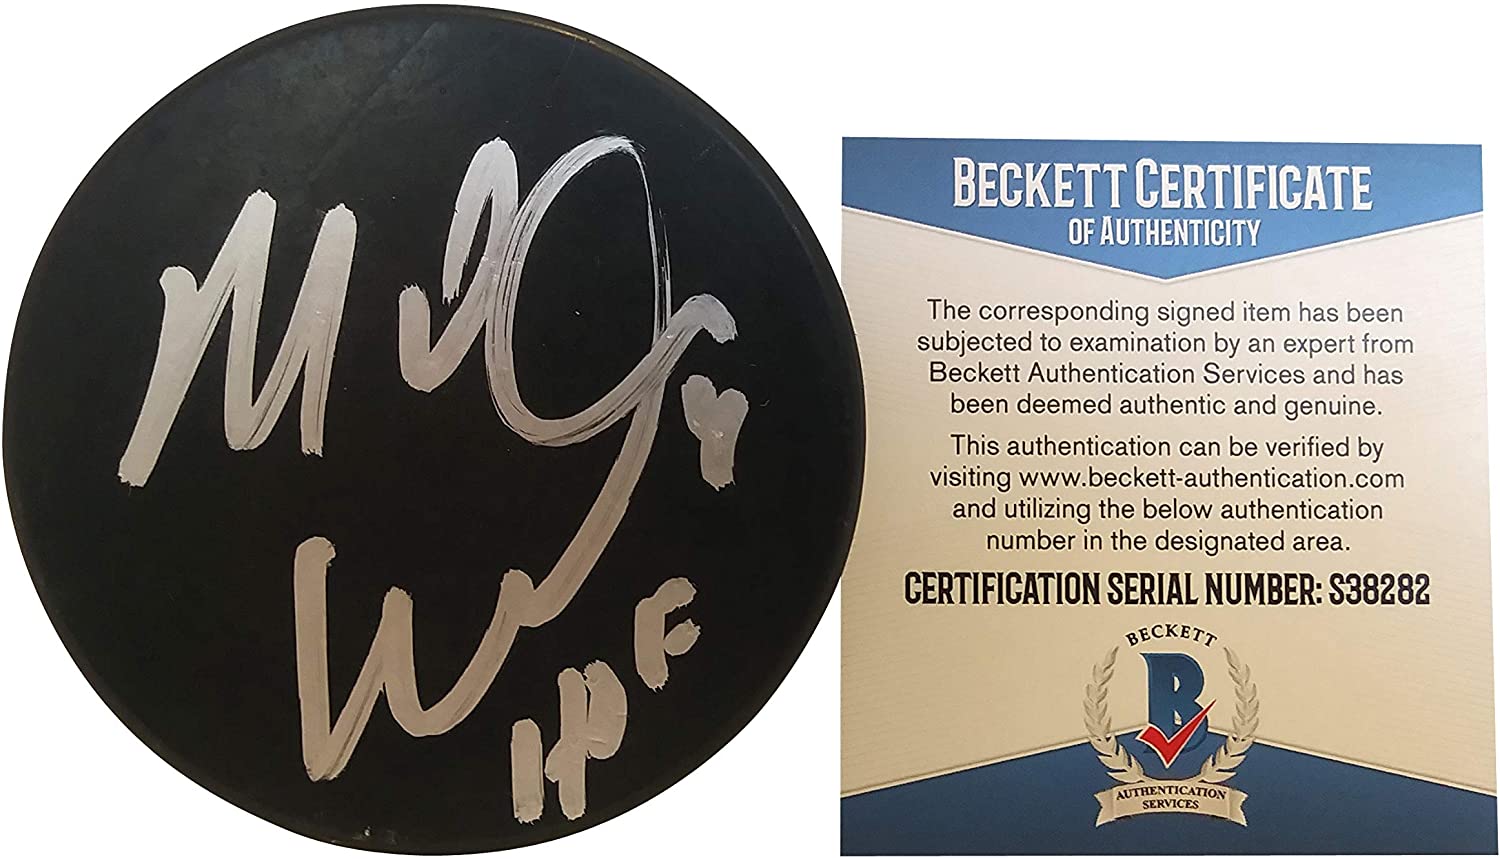 BECKETT CERTIFICATE
OF AUTHENTICITY
The corresponding signed item has been
subjected to examination by an expert from
Beckett Authentication Services and has
been deemed authentic and genuine.
This authentication can be verified by
visiting www.beckett-authentication.com
and utilizing the below authentication
number in the designated area.
CERTIFICATION SERIAL NUMBER: S38282
BECKETT
B
AUTHENTICATION
SERVICES